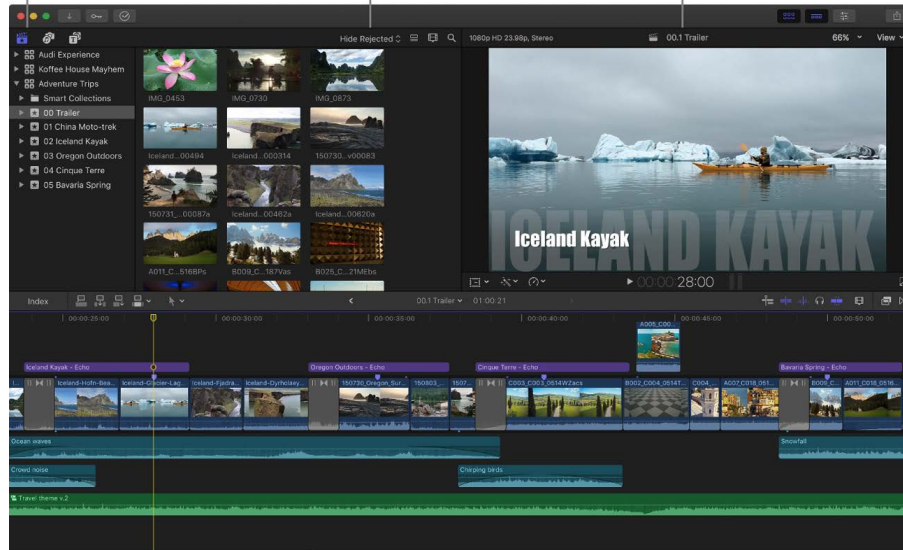 Hide Rejected
1080p HD 23.98p, Stereo
00.1 Trailer
66%
View
Audi Experience
Koffee House Mayhem
Adventure Trips
Smart Collections
00 Trailer
01 China Moto-trek
02 Iceland Kayak
03 Oregon Outdoors
04 Cinque Terre
05 Bavaria Spring
IMG_0453
IMG_0730
IMG_0873
Iceland...00494
Iceland...000314
150730...v00083
150731_...00087a
Iceland...00462a
Iceland...00620a
A011_C...516BPs
B009_C...187Vas
B025_C...21MEbs
ICELAND KAYAK
Iceland Kayak
00:00:28:00
Index
00.1 Trailer
01:00:21
00:00:25:00
00:00:30:00
00:00:35:00
00:00:40:00
00:00:45:00
00:00:50:00
A005_C00...
Iceland Kayak - Echo
Oregon Outdoors - Echo
Cinque Terre - Echo
Bavaria Spring - Echo
Iceland-Hofn-Bea...
Iceland-Glacier-Lag...
Iceland-Fjadra...
Iceland-Dyrholaey...
150730_Oregon_Sur...
150803_...
1507...
C003_C003_0514WZacs
B002_C004_0514T...
C004_...
A007_C018_051...
B009_C...
A011_C018_0516...
Ocean waves
Snowfall
Crowd noise
Chirping birds
Travel theme v.2